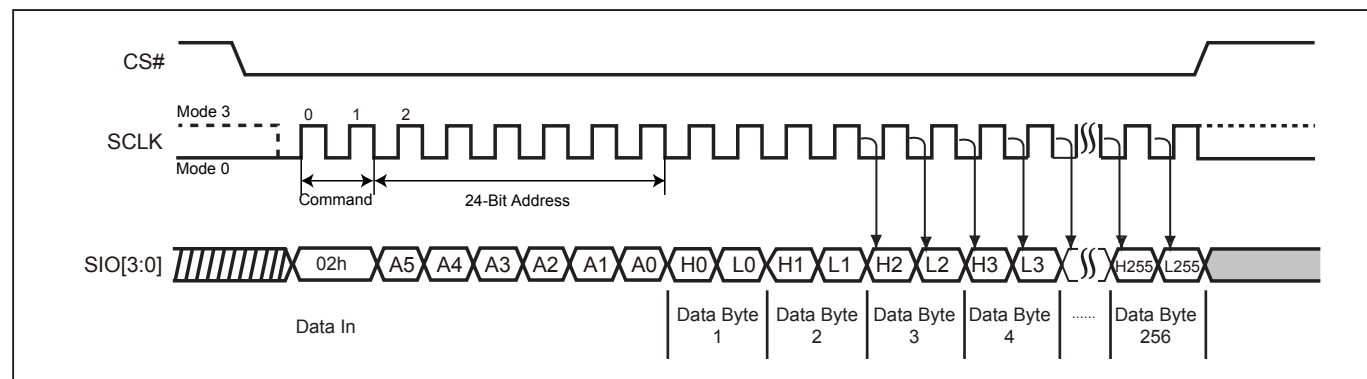 CS#
Mode 3
0 1 2
SCLK
Mode 0
Command
24-Bit Address
SIO[3:0]
02h A5 A4 A3 A2 A1 A0 H0 L0 H1 L1 H2 L2 H3 L3 H255 L255
Data In
Data Byte 1
Data Byte 2
Data Byte 3
Data Byte 4
......
Data Byte 256